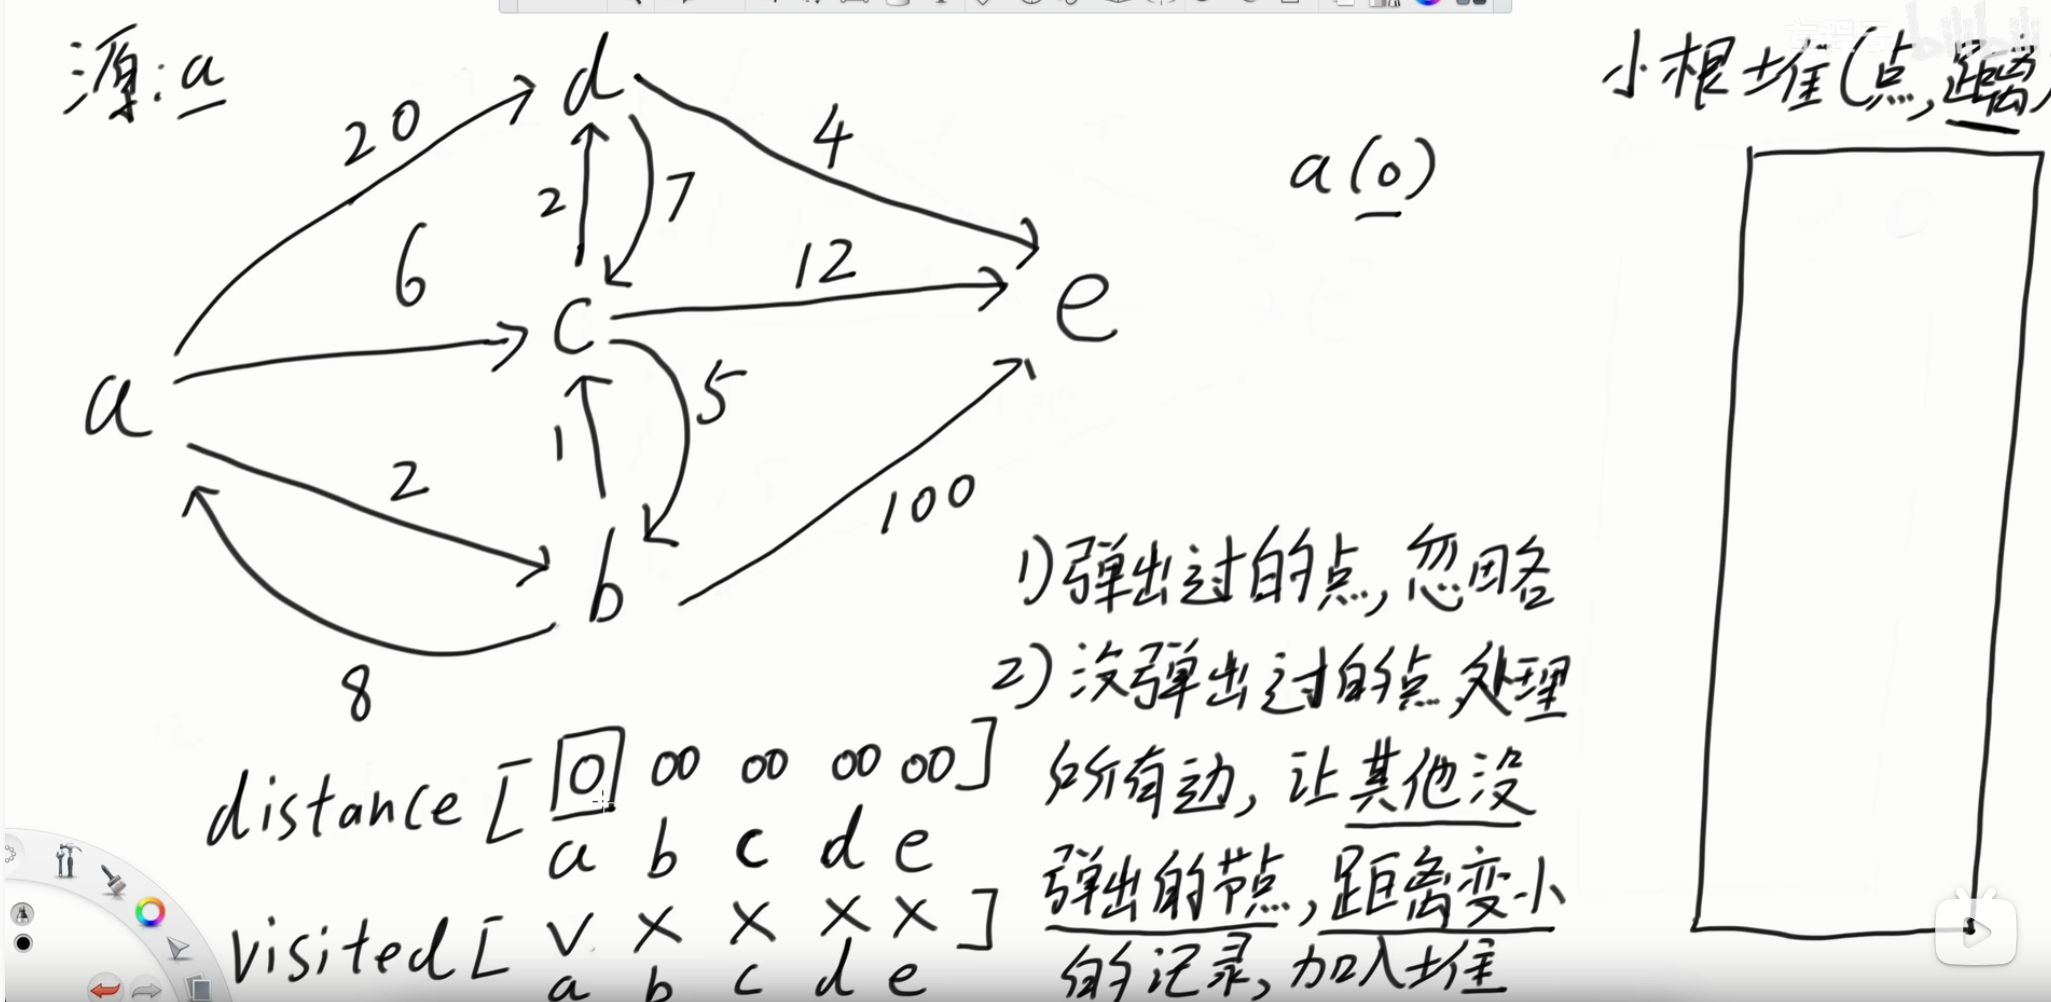 源:a
小根堆(点,距离)
bilibili
d
20
4
2
7
a(0)
6
12
c
e
a
5
1
2
100
b
8
1)弹出过的点,忽略
2)没弹出过的点,处理
所有边,让其他没
弹出的节点,距离变小
的记录,加入堆
distance [0 ∞ ∞ ∞ ∞]
a b c d e
visited [√ × × × ×]
a b c d e